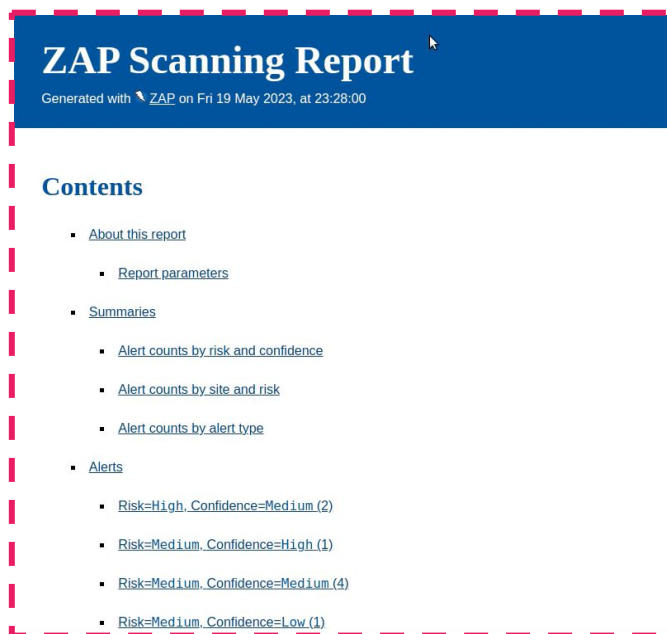 ZAP Scanning Report
Generated with ZAP on Fri 19 May 2023, at 23:28:00
Contents
About this report
Report parameters
Summaries
Alert counts by risk and confidence
Alert counts by site and risk
Alert counts by alert type
Alerts
Risk=High, Confidence=Medium (2)
Risk=Medium, Confidence=High (1)
Risk=Medium, Confidence=Medium (4)
Risk=Medium, Confidence=Low (1)